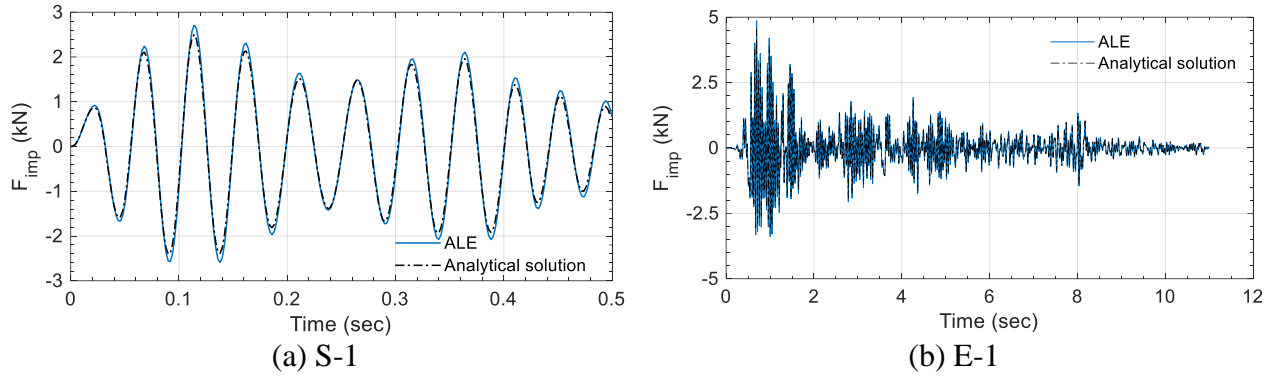 3
2
1
0
-1
-2
-3
F_imp (kN)
ALE
Analytical solution
0 0.1 0.2 0.3 0.4 0.5
Time (sec)
(a) S-1
5
2.5
0
-2.5
-5
F_imp (kN)
ALE
Analytical solution
0 2 4 6 8 10 12
Time (sec)
(b) E-1